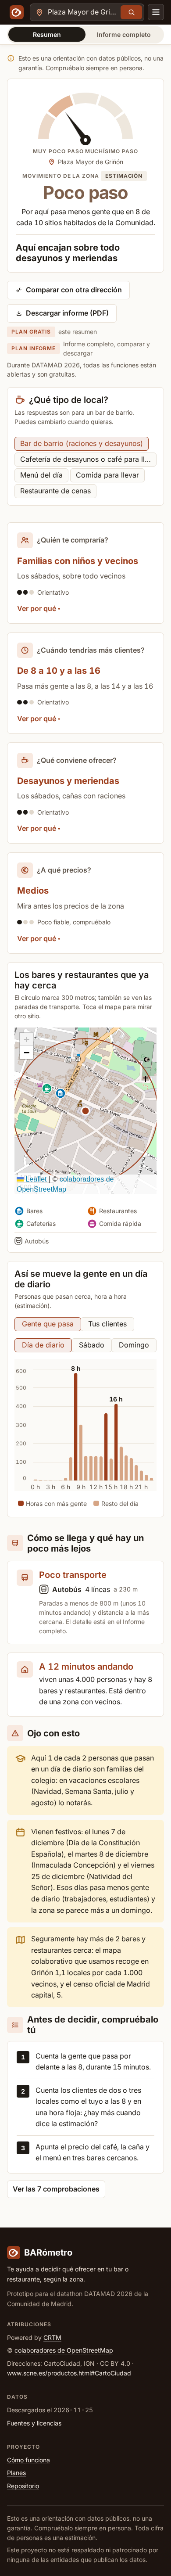 Plaza Mayor de Gri...
Resumen
Informe completo
Esto es una orientación con datos públicos, no una garantía. Compruébalo siempre en persona.
MUY POCO
POCO
PASO
MUCHÍSIMO PASO
Plaza Mayor de Griñón
MOVIMIENTO DE LA ZONA
ESTIMACIÓN
Poco paso
Por aquí pasa menos gente que en 8 de cada 10 sitios habitados de la Comunidad.
Aquí encajan sobre todo desayunos y meriendas
Comparar con otra dirección
Descargar informe (PDF)
PLAN GRATIS
este resumen
PLAN INFORME
Informe completo, comparar y descargar
Durante DATAMAD 2026, todas las funciones están abiertas y son gratuitas.
¿Qué tipo de local?
Las respuestas son para un bar de barrio. Puedes cambiarlo cuando quieras.
Bar de barrio (raciones y desayunos)
Cafetería de desayunos o café para ll...
Menú del día
Comida para llevar
Restaurante de cenas
¿Quién te compraría?
Familias con niños y vecinos
Los sábados, sobre todo vecinos
Orientativo
Ver por qué
¿Cuándo tendrías más clientes?
De 8 a 10 y a las 16
Pasa más gente a las 8, a las 14 y a las 16
Orientativo
Ver por qué
¿Qué conviene ofrecer?
Desayunos y meriendas
Los sábados, cañas con raciones
Orientativo
Ver por qué
¿A qué precios?
Medios
Mira antes los precios de la zona
Poco fiable, compruébalo
Ver por qué
Los bares y restaurantes que ya hay cerca
El círculo marca 300 metros; también se ven las paradas de transporte. Toca el mapa para mirar otro sitio.
+
−
Leaflet | © colaboradores de OpenStreetMap
Bares
Restaurantes
Cafeterías
Comida rápida
Autobús
Así se mueve la gente en un día de diario
Personas que pasan cerca, hora a hora (estimación).
Gente que pasa
Tus clientes
Día de diario
Sábado
Domingo
8 h
16 h
600
500
400
300
200
100
0
0 h
3 h
6 h
9 h
12 h
15 h
18 h
21 h
Horas con más gente
Resto del día
Cómo se llega y qué hay un poco más lejos
Poco transporte
Autobús 4 líneas a 230 m
Paradas a menos de 800 m (unos 10 minutos andando) y distancia a la más cercana. El detalle está en el Informe completo.
A 12 minutos andando
viven unas 4.000 personas y hay 8 bares y restaurantes. Está dentro de una zona con vecinos.
Ojo con esto
Aquí 1 de cada 2 personas que pasan en un día de diario son familias del colegio: en vacaciones escolares (Navidad, Semana Santa, julio y agosto) lo notarás.
Vienen festivos: el lunes 7 de diciembre (Día de la Constitución Española), el martes 8 de diciembre (Inmaculada Concepción) y el viernes 25 de diciembre (Natividad del Señor). Esos días pasa menos gente de diario (trabajadores, estudiantes) y la zona se parece más a un domingo.
Seguramente hay más de 2 bares y restaurantes cerca: el mapa colaborativo que usamos recoge en Griñón 1,1 locales por cada 1.000 vecinos, y el censo oficial de Madrid capital, 5.
Antes de decidir, compruébalo tú
1
Cuenta la gente que pasa por delante a las 8, durante 15 minutos.
2
Cuenta los clientes de dos o tres locales como el tuyo a las 8 y en una hora floja: ¿hay más cuando dice la estimación?
3
Apunta el precio del café, la caña y el menú en tres bares cercanos.
Ver las 7 comprobaciones
BARómetro
Te ayuda a decidir qué ofrecer en tu bar o restaurante, según la zona.
Prototipo para el datathon DATAMAD 2026 de la Comunidad de Madrid.
ATRIBUCIONES
Powered by CRTM
© colaboradores de OpenStreetMap
Direcciones: CartoCiudad, IGN · CC BY 4.0 · www.scne.es/productos.html#CartoCiudad
DATOS
Descargados el 2026-11-25
Fuentes y licencias
PROYECTO
Cómo funciona
Planes
Repositorio
Esto es una orientación con datos públicos, no una garantía. Compruébalo siempre en persona. Toda cifra de personas es una estimación.
Este proyecto no está respaldado ni patrocinado por ninguna de las entidades que publican los datos.